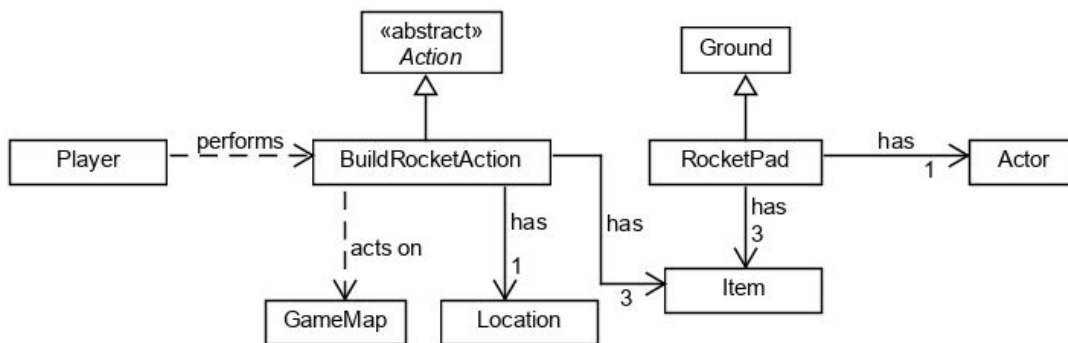 «abstract»
Action
Ground
Player
performs
BuildRocketAction
RocketPad
has
1
Actor
acts on
has
1
has
3
has
3
GameMap
Location
Item